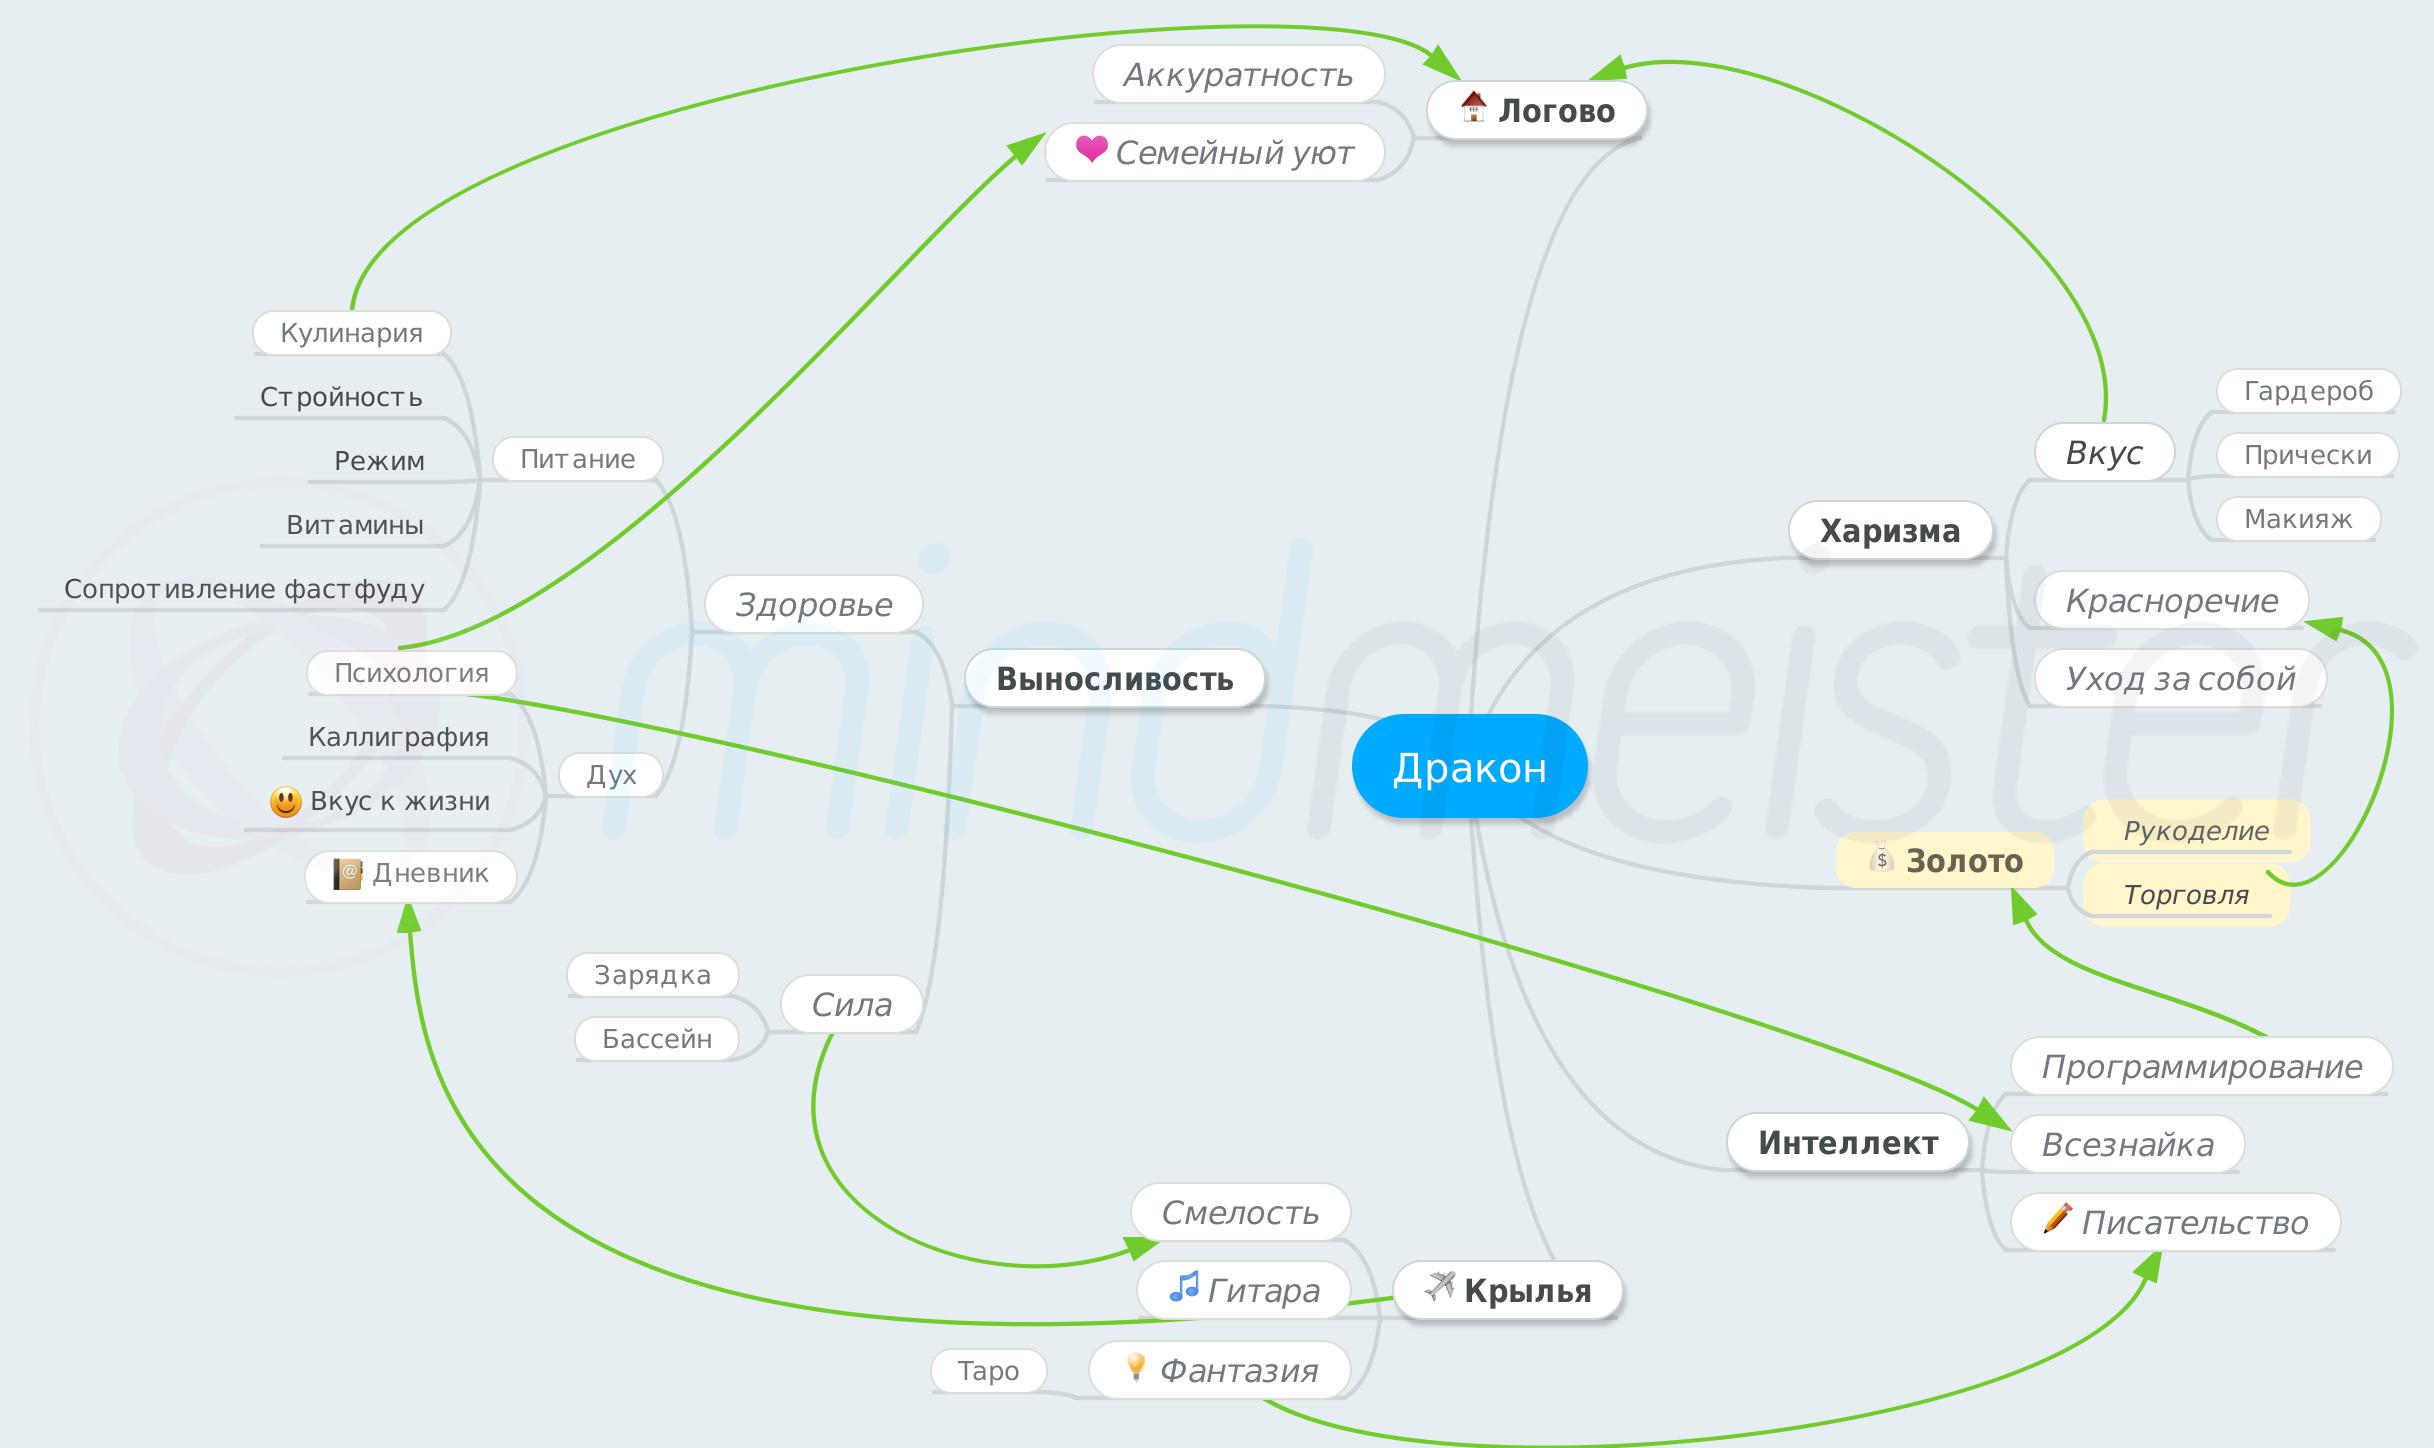 Аккуратность
Логово
Семейный уют
Кулинария
Стройность
Режим
Питание
Витамины
Сопротивление фастфуду
Здоровье
Психология
Каллиграфия
Дух
Вкус к жизни
Дневник
Выносливость
Зарядка
Сила
Бассейн
Дракон
mindmeister
Гардероб
Вкус
Прически
Макияж
Харизма
Красноречие
Уход за собой
Рукоделие
$ Золото
Торговля
Программирование
Интеллект
Всезнайка
Писательство
Смелость
Гитара
Крылья
Таро
Фантазия
@